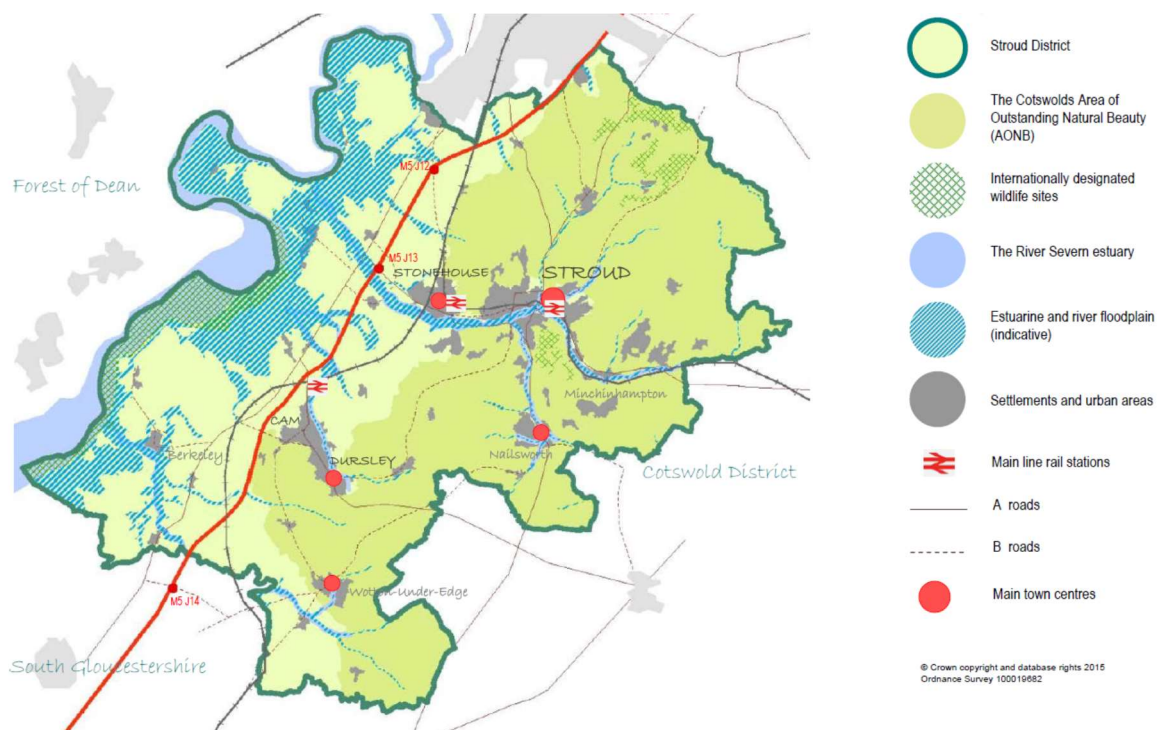 Forest of Dean
M5 J12
M5 J13
STONEHOUSE
STROUD
Minchinhampton
CAM
Berkeley
DURSLEY
Nailsworth
Cotswold District
Wotton-Under-Edge
M5 J14
South Gloucestershire
Stroud District
The Cotswolds Area of
Outstanding Natural Beauty
(AONB)
Internationally designated
wildlife sites
The River Severn estuary
Estuarine and river floodplain
(indicative)
Settlements and urban areas
Main line rail stations
A roads
B roads
Main town centres
© Crown copyright and database rights 2015
Ordnance Survey 100019682